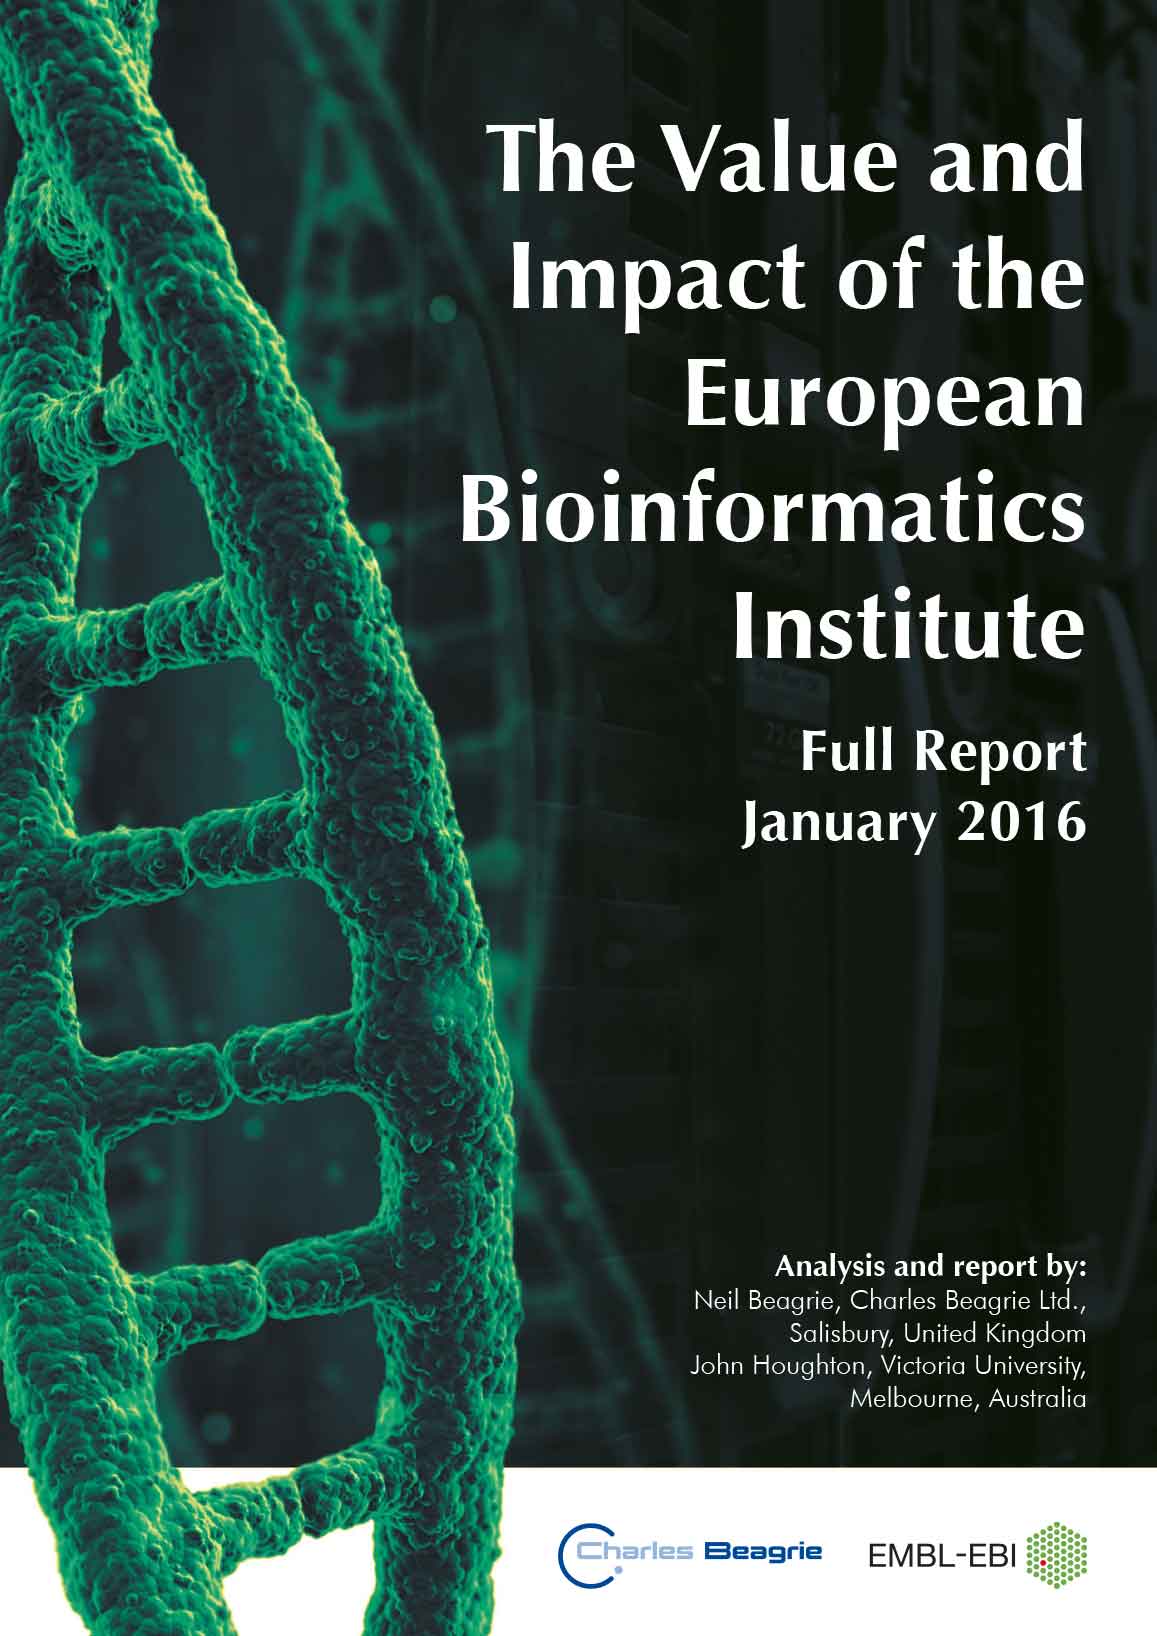 The Value and
Impact of the
European
Bioinformatics
Institute
Full Report
January 2016
Analysis and report by:
Neil Beagrie, Charles Beagrie Ltd.,
Salisbury, United Kingdom
John Houghton, Victoria University,
Melbourne, Australia
Charles Beagrie
EMBL-EBI